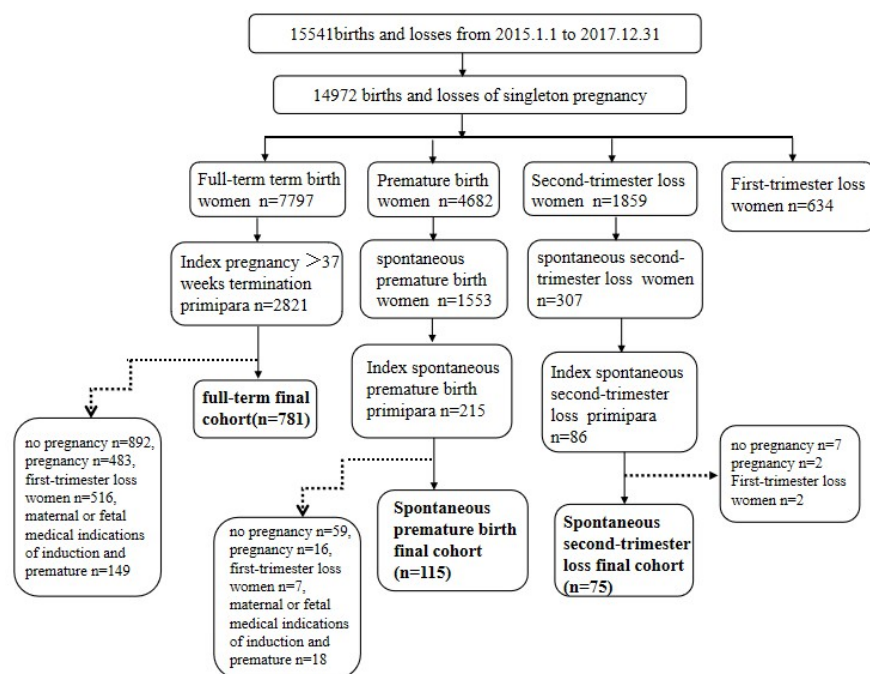 15541births and losses from 2015.1.1 to 2017.12.31
14972 births and losses of singleton pregnancy
Full-term term birth
women n=7797
Premature birth
women n=4682
Second-trimester loss
women n=1859
First-trimester loss
women n=634
Index pregnancy ＞37
weeks termination
primipara n=2821
spontaneous
premature birth
women n=1553
spontaneous second-
trimester loss women
n=307
full-term final
cohort(n=781)
Index spontaneous
premature birth
primipara n=215
Index spontaneous
second-trimester
loss primipara
n=86
no pregnancy n=892,
pregnancy n=483,
first-trimester loss
women n=516,
maternal or fetal
medical indications
of induction and
premature n=149
no pregnancy n=59,
pregnancy n=16,
first-trimester loss
women n=7,
maternal or fetal
medical indications
of induction and
premature n=18
Spontaneous
premature birth
final cohort
(n=115)
Spontaneous
second-trimester
loss final cohort
(n=75)
no pregnancy n=7
pregnancy n=2
First-trimester loss
women n=2